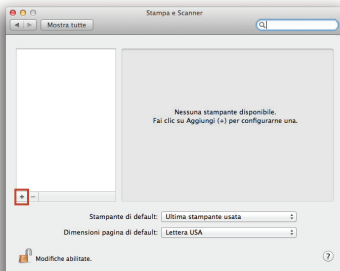 Stampa e Scanner
Mostra tutte
Nessuna stampante disponibile.
Fai clic su Aggiungi (+) per configurarne una.
+ −
Stampante di default: Ultima stampante usata
Dimensioni pagina di default: Lettera USA
Modifiche abilitate.
?